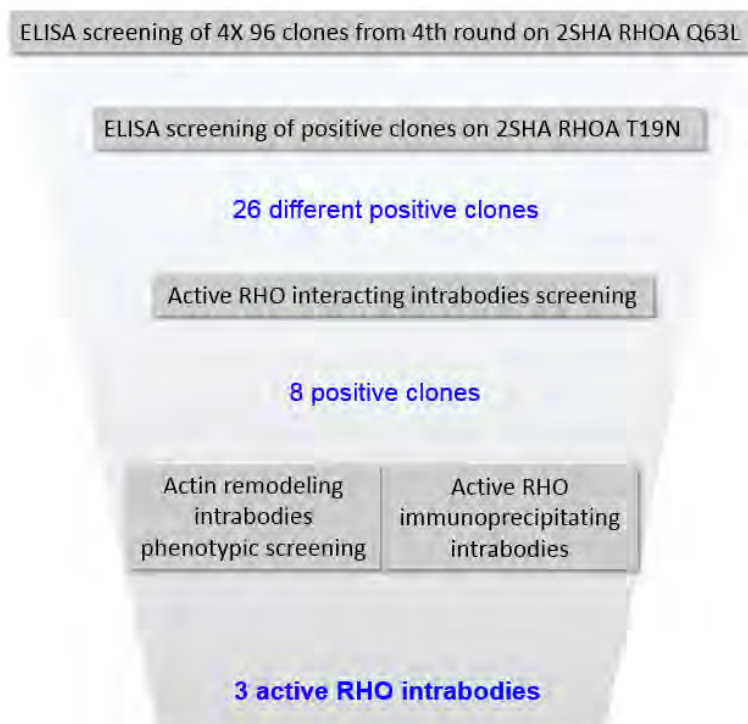 ELISA screening of 4X 96 clones from 4th round on 2SHA RHOA Q63L
ELISA screening of positive clones on 2SHA RHOA T19N
26 different positive clones
Active RHO interacting intrabodies screening
8 positive clones
Actin remodeling
intrabodies
phenotypic screening
Active RHO
immunoprecipitating
intrabodies
3 active RHO intrabodies